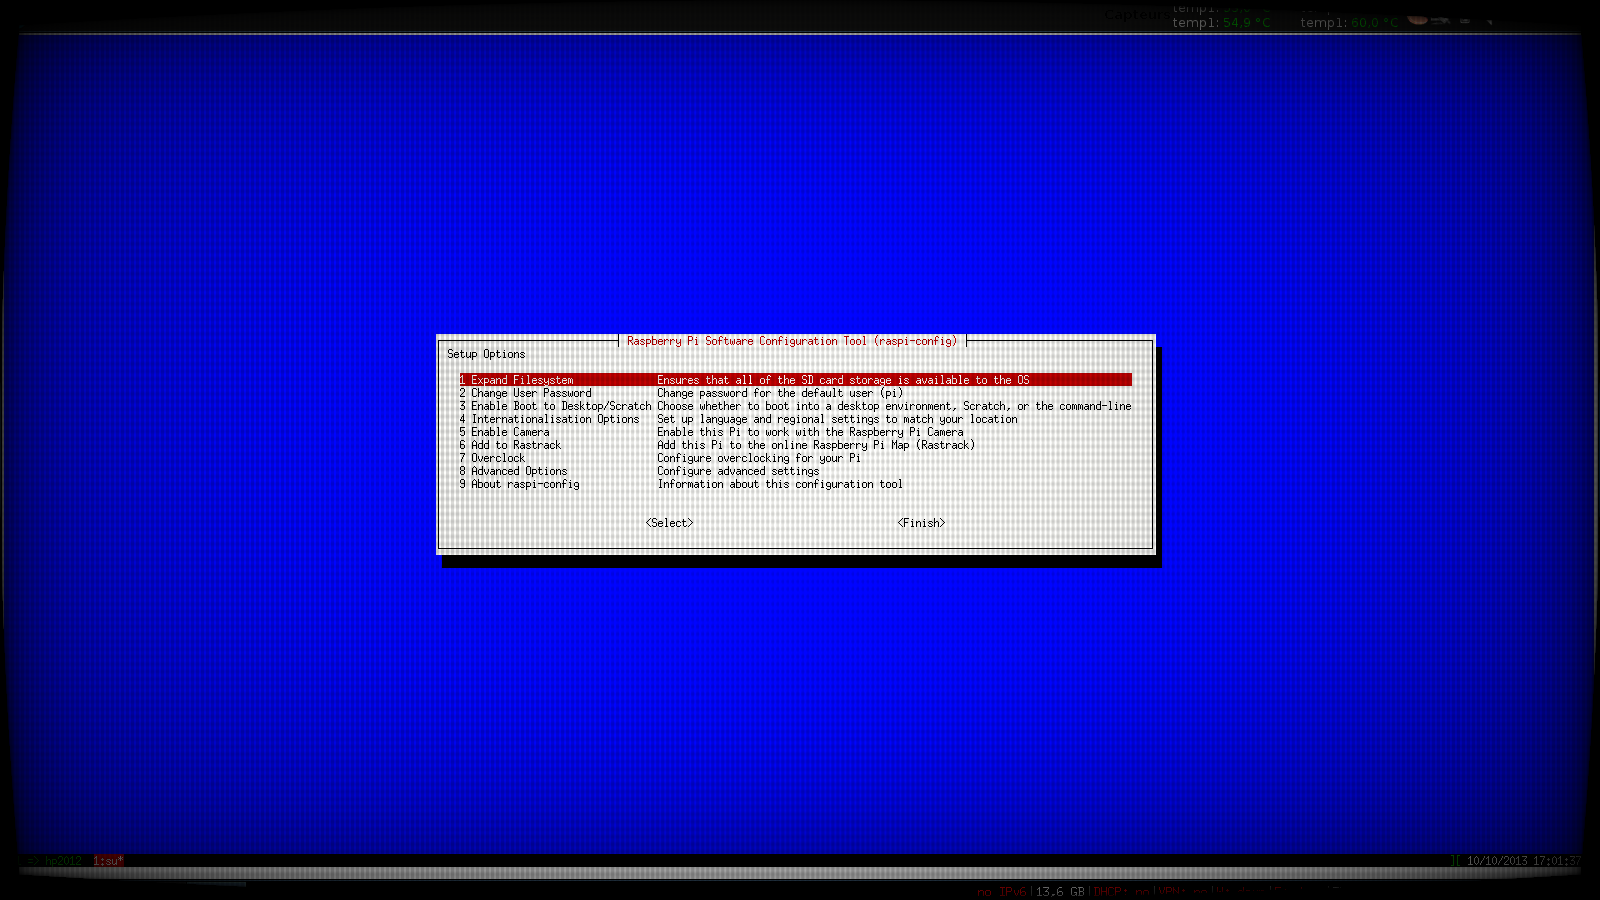 temp1: 54,9 °C temp1: 60,0 °C
Raspberry Pi Software Configuration Tool (raspi-config)
Setup Options
1 Expand Filesystem Ensures that all of the SD card storage is available to the OS
2 Change User Password Change password for the default user (pi)
3 Enable Boot to Desktop/Scratch Choose whether to boot into a desktop environment, Scratch, or the command-line
4 Internationalisation Options Set up language and regional settings to match your location
5 Enable Camera Enable this Pi to work with the Raspberry Pi Camera
6 Add to Rastrack Add this Pi to the online Raspberry Pi Map (Rastrack)
7 Overclock Configure overclocking for your Pi
8 Advanced Options Configure advanced settings
9 About raspi-config Information about this configuration tool
<Select> <Finish>
=> hp2012 1:su* ][ 10/10/2013 17:01:37
no IPv6|13,6 GB|DHCP: no|VPN: no|